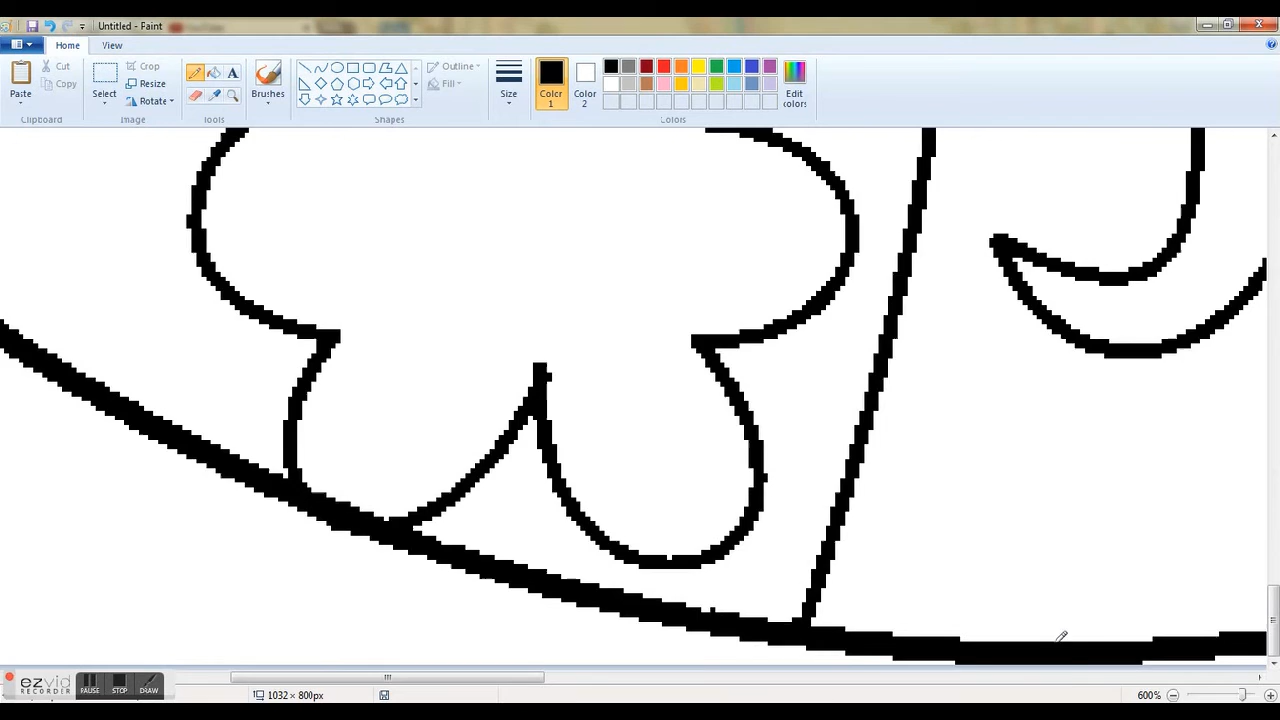 Untitled - Paint
Home View
Paste
Cut
Copy
Clipboard
Select
Crop
Resize
Rotate
Image
Tools
Brushes
Shapes
Outline
Fill
Size
Color 1
Color 2
Edit colors
Colors
ezvid
RECORDER
PAUSE STOP DRAW
1032 × 800px
600%